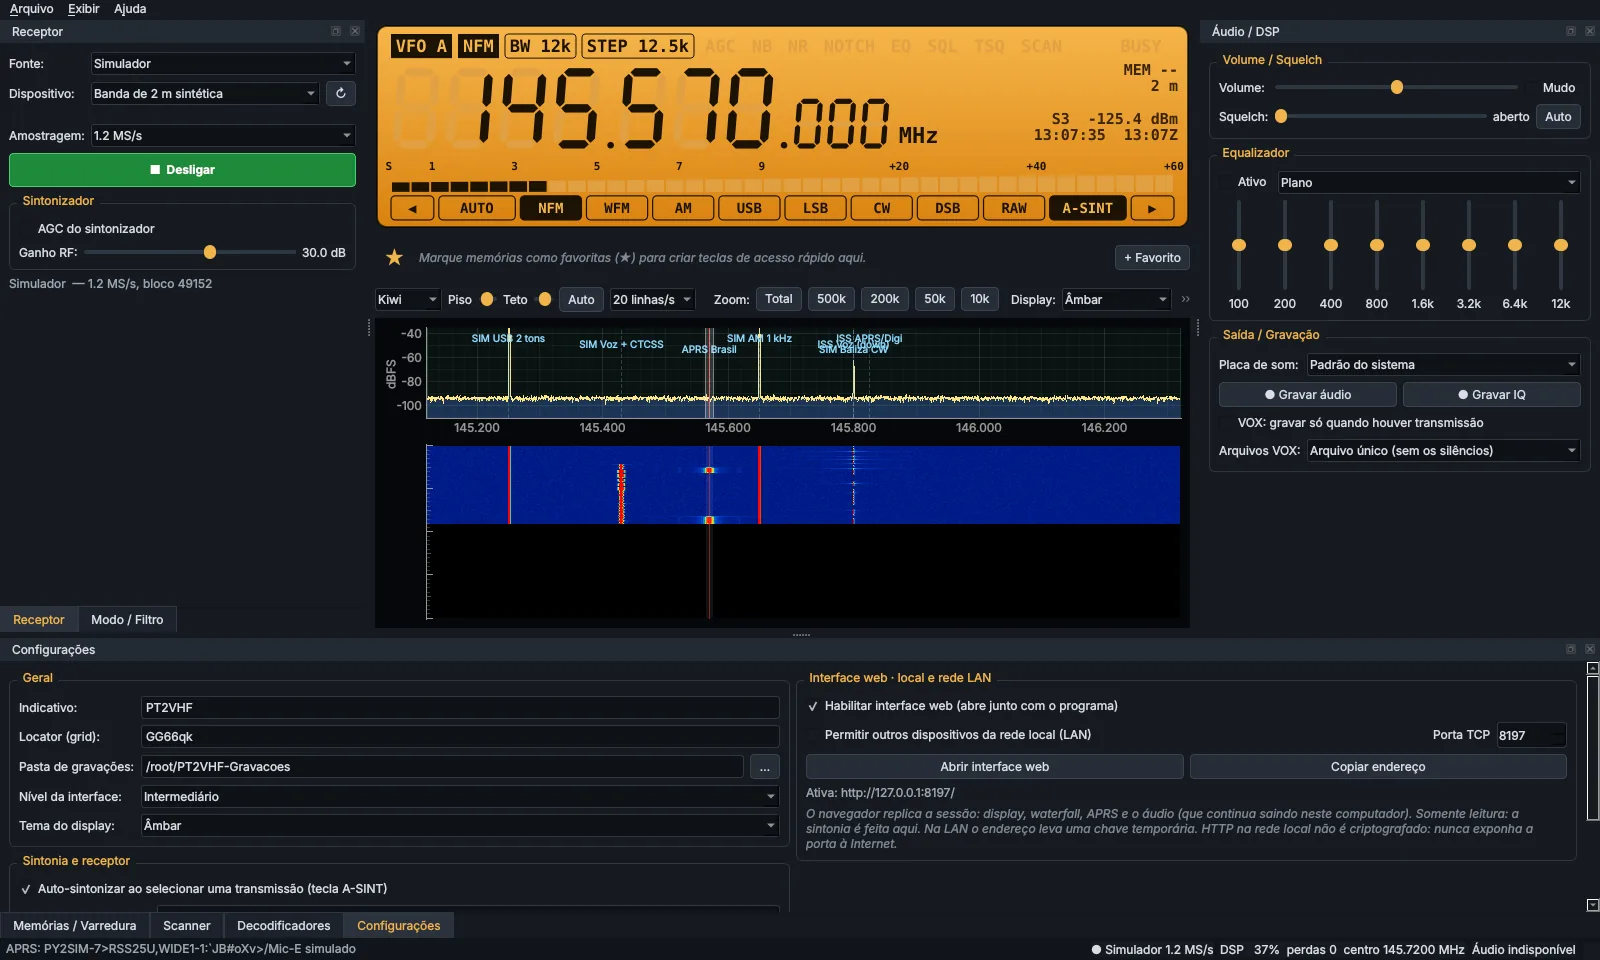 Arquivo Exibir Ajuda
Receptor
Fonte: Simulador
Dispositivo: Banda de 2 m sintética
Amostragem: 1.2 MS/s
Desligar
Sintonizador
AGC do sintonizador
Ganho RF: 30.0 dB
Simulador — 1.2 MS/s, bloco 49152
Receptor Modo / Filtro
VFO A NFM BW 12k STEP 12.5k AGC NB NR NOTCH EQ SQL TSQ SCAN BUSY
MEM --
2 m
145.570.000 MHz
S3 -125.4 dBm
13:07:35 13:07Z
S 1 3 5 7 9 +20 +40 +60
◄ AUTO NFM WFM AM USB LSB CW DSB RAW A-SINT ►
★ Marque memórias como favoritas (★) para criar teclas de acesso rápido aqui. + Favorito
Kiwi Piso Teto Auto 20 linhas/s Zoom: Total 500k 200k 50k 10k Display: Âmbar »
dBFS
-40
-60
-80
-100
SIM USB 2 tons SIM AM 1 kHz ISS APRS/Digi
SIM Voz + CTCSS ISS Voz (down)
APRS Brasil SIM Baliza CW
145.200 145.400 145.600 145.800 146.000 146.200
Áudio / DSP
Volume / Squelch
Volume: Mudo
Squelch: aberto Auto
Equalizador
Ativo Plano
100 200 400 800 1.6k 3.2k 6.4k 12k
Saída / Gravação
Placa de som: Padrão do sistema
Gravar áudio Gravar IQ
VOX: gravar só quando houver transmissão
Arquivos VOX: Arquivo único (sem os silêncios)
Configurações
Geral
Indicativo: PT2VHF
Locator (grid): GG66qk
Pasta de gravações: /root/PT2VHF-Gravacoes ...
Nível da interface: Intermediário
Tema do display: Âmbar
Sintonia e receptor
✓ Auto-sintonizar ao selecionar uma transmissão (tecla A-SINT)
Interface web · local e rede LAN
✓ Habilitar interface web (abre junto com o programa)
Permitir outros dispositivos da rede local (LAN) Porta TCP 8197
Abrir interface web Copiar endereço
Ativa: http://127.0.0.1:8197/
O navegador replica a sessão: display, waterfall, APRS e o áudio (que continua saindo neste computador). Somente leitura: a
sintonia é feita aqui. Na LAN o endereço leva uma chave temporária. HTTP na rede local não é criptografado: nunca exponha a
porta à Internet.
Memórias / Varredura Scanner Decodificadores Configurações
APRS: PY2SIM-7>RSS25U,WIDE1-1:`JB#oXv>/Mic-E simulado
Simulador 1.2 MS/s DSP 37% perdas 0 centro 145.7200 MHz Áudio indisponível